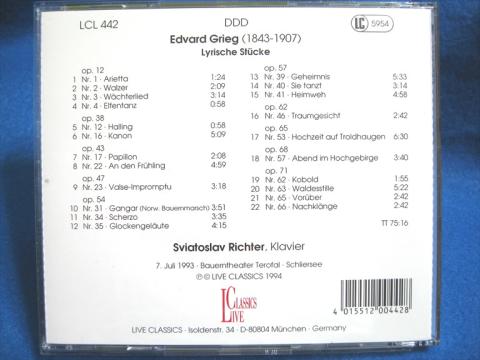 LCL 442
DDD
LC 5954
Edvard Grieg (1843-1907)
Lyrische Stücke
op. 12
1 Nr. 1 · Arietta 1:24
2 Nr. 2 · Walzer 2:09
3 Nr. 3 · Wächterlied 3:14
4 Nr. 4 · Elfentanz 0:58
op. 38
5 Nr. 12 · Halling 0:58
6 Nr. 16 · Kanon 5:09
op. 43
7 Nr. 17 · Papillon 2:08
8 Nr. 22 · An den Frühling 4:59
op. 47
9 Nr. 23 · Valse-Impromptu 3:18
op. 54
10 Nr. 31 · Gangar (Norw. Bauernmarsch) 3:51
11 Nr. 34 · Scherzo 3:35
12 Nr. 35 · Glockengeläute 4:15
op. 57
13 Nr. 39 · Geheimnis 5:33
14 Nr. 40 · Sie tanzt 3:14
15 Nr. 41 · Heimweh 4:58
op. 62
16 Nr. 46 · Traumgesicht 2:42
op. 65
17 Nr. 53 · Hochzeit auf Troldhaugen 6:30
op. 68
18 Nr. 57 · Abend im Hochgebirge 3:40
op. 71
19 Nr. 62 · Kobold 1:55
20 Nr. 63 · Waldesstille 5:22
21 Nr. 65 · Vorüber 2:42
22 Nr. 66 · Nachklänge 2:42
TT 75:16
Sviatoslav Richter, Klavier
7. Juli 1993 · Bauerntheater Terofal · Schliersee
℗ © LIVE CLASSICS 1994
LIVE CLASSICS
4 015512 004428
LIVE CLASSICS · Isoldenstr. 34 · D-80804 München · Germany